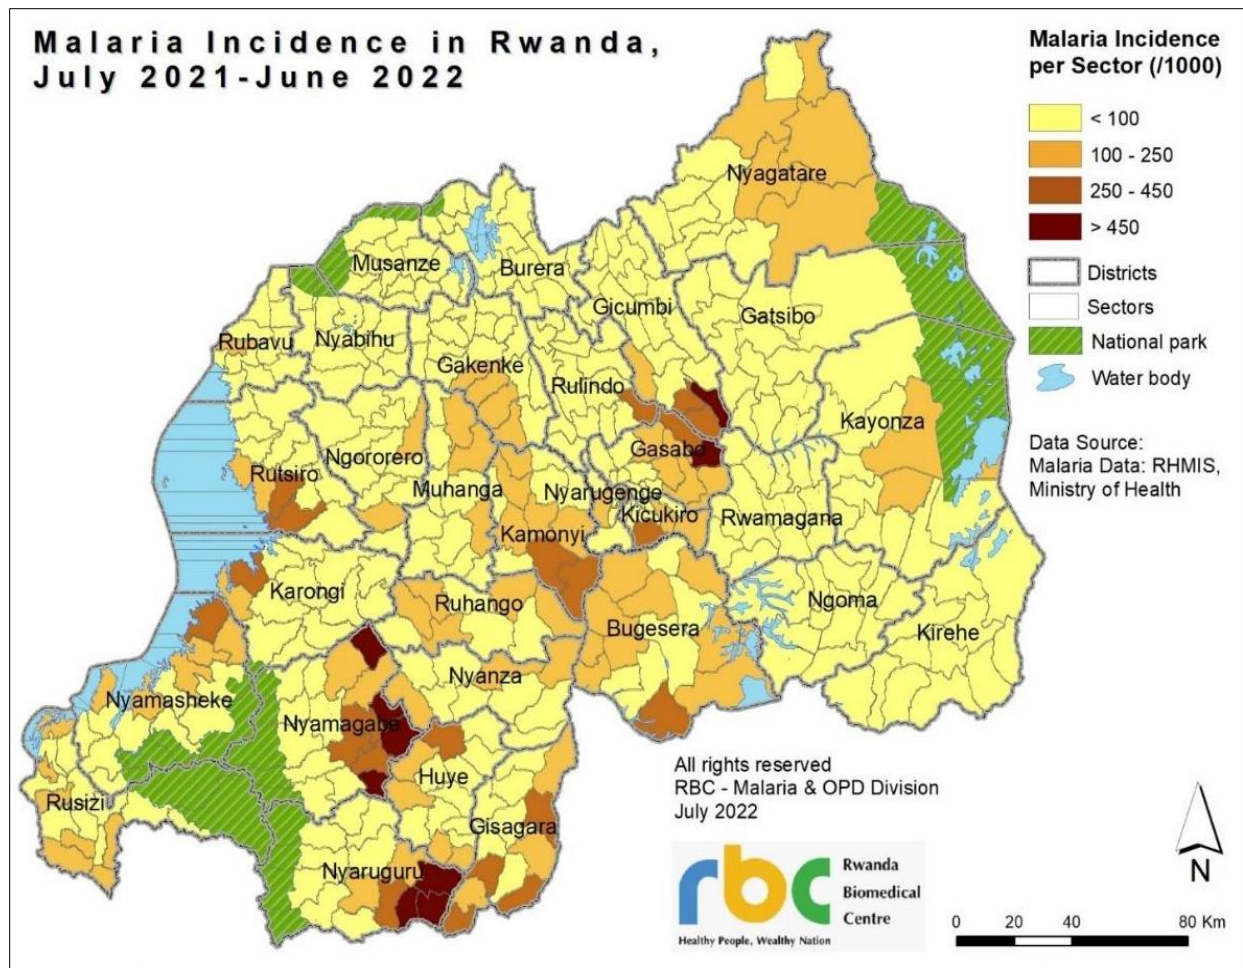 Malaria Incidence in Rwanda,
July 2021-June 2022
Malaria Incidence
per Sector (/1000)
< 100
100 - 250
250 - 450
> 450
Districts
Sectors
National park
Water body
Data Source:
Malaria Data: RHMIS,
Ministry of Health
Nyagatare
Musanze
Burera
Gicumbi
Gatsibo
Rubavu
Nyabihu
Gakenke
Rulindo
Kayonza
Gasabo
Rutsiro
Ngororero
Muhanga
Nyarugenge
Kicukiro
Rwamagana
Kamonyi
Karongi
Ruhango
Bugesera
Ngoma
Kirehe
Nyanza
Nyamasheke
Nyamagabe
Huye
Rusizi
Gisagara
Nyaruguru
All rights reserved
RBC - Malaria & OPD Division
July 2022
rbc
Rwanda
Biomedical
Centre
Healthy People, Wealthy Nation
N
0 20 40 80 Km